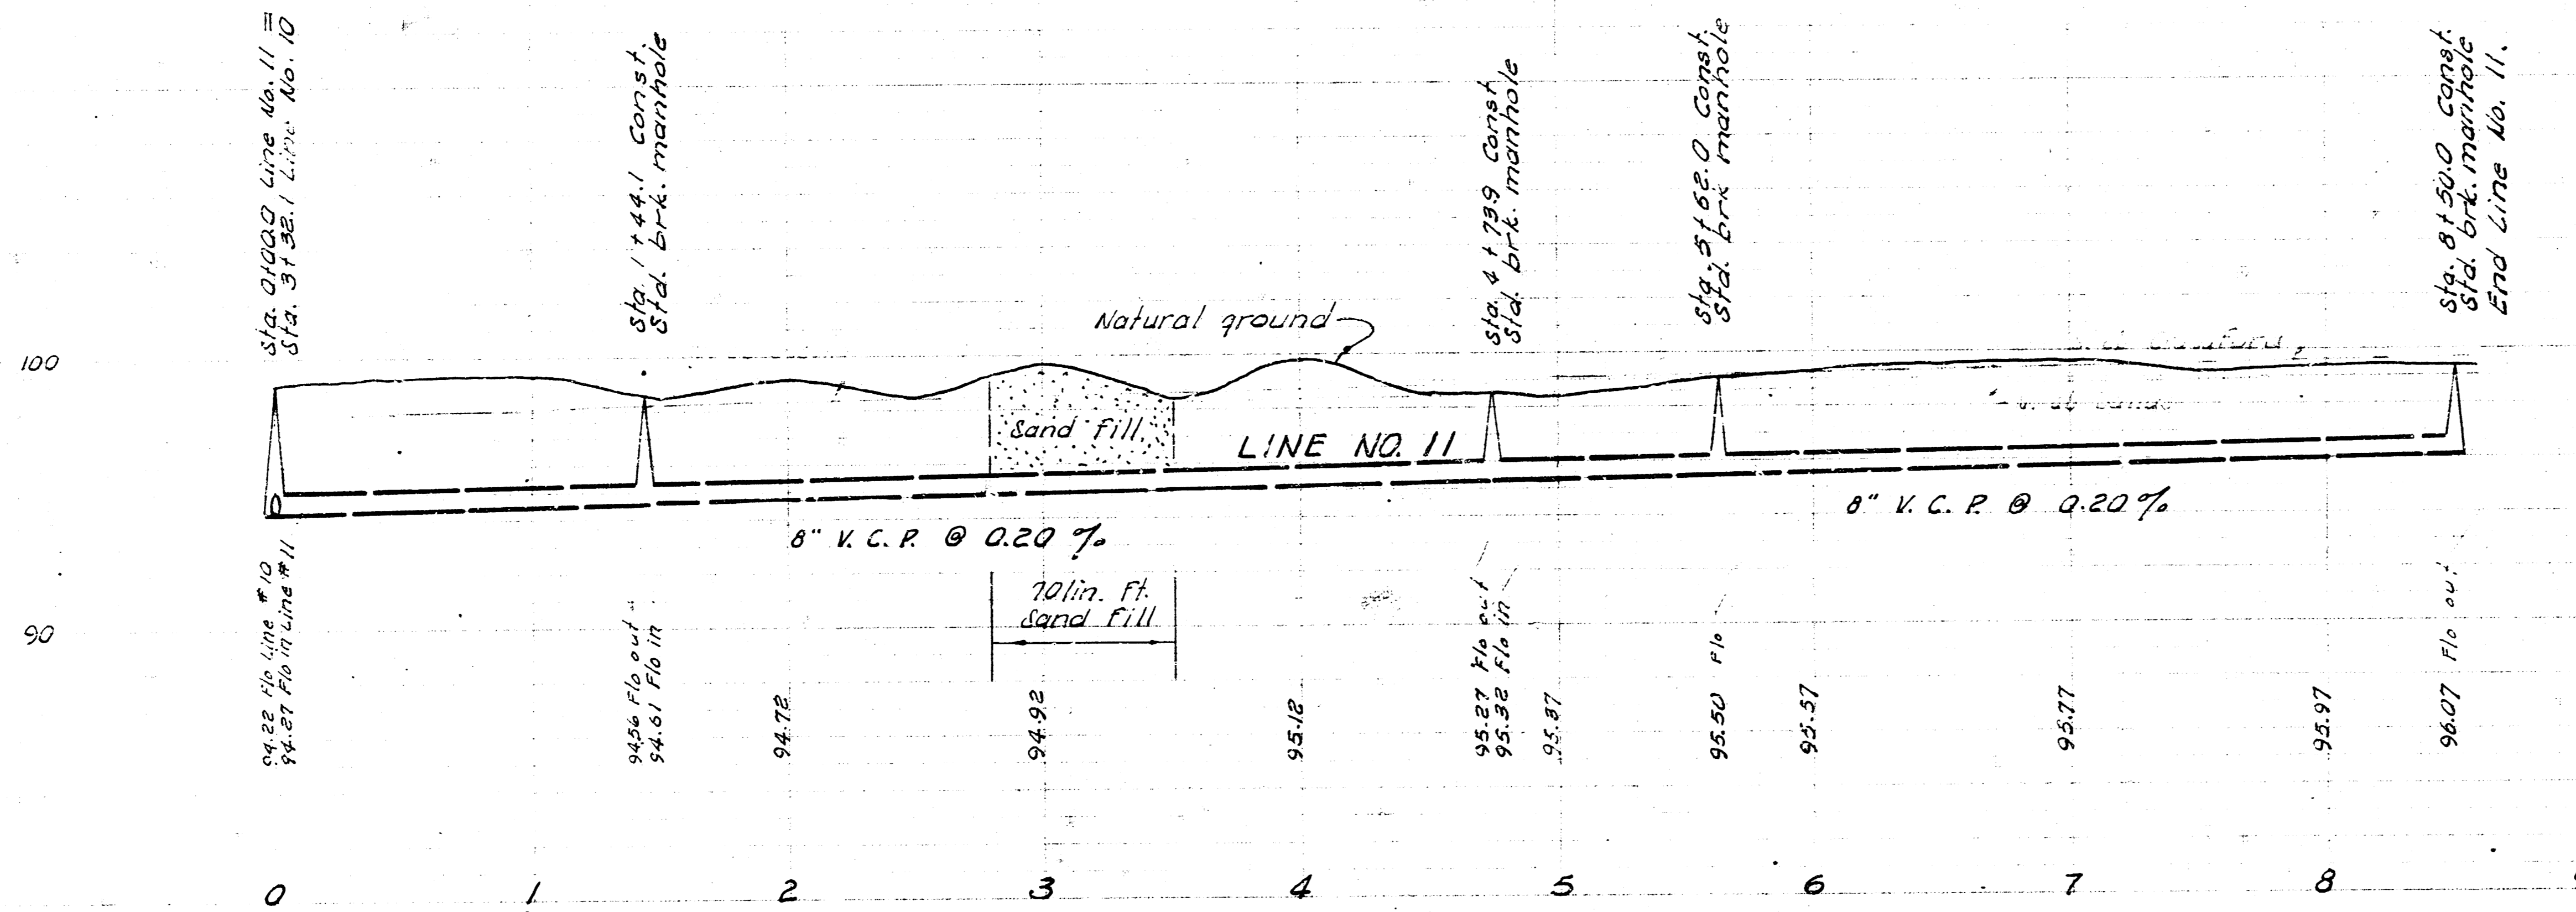 Sta. 0+00.0 Line No. 11 =
Sta. 3+32.1 Line No. 10
Sta. 1+44.1 Const.
Std. brk. manhole
Sta. 4+73.9 Const.
Std. brk. manhole
Sta. 5+62.0 Const.
Std. brk manhole
Sta. 8+50.0 Const.
Std. brk. manhole
End Line No. 11.
Natural ground
100
Sand Fill
LINE NO. 11
8" V. C. P. @ 0.20 %
8" V. C. P. @ 0.20 %
70 lin. Ft.
Sand Fill
90
94.22 Flo Line #10
94.27 Flo in Line #11
94.56 Flo out
94.61 Flo in
94.72
94.92
95.12
95.27 Flo out
95.32 Flo in
95.37
95.50 Flo
95.57
95.77
95.97
96.07 Flo out
0 1 2 3 4 5 6 7 8